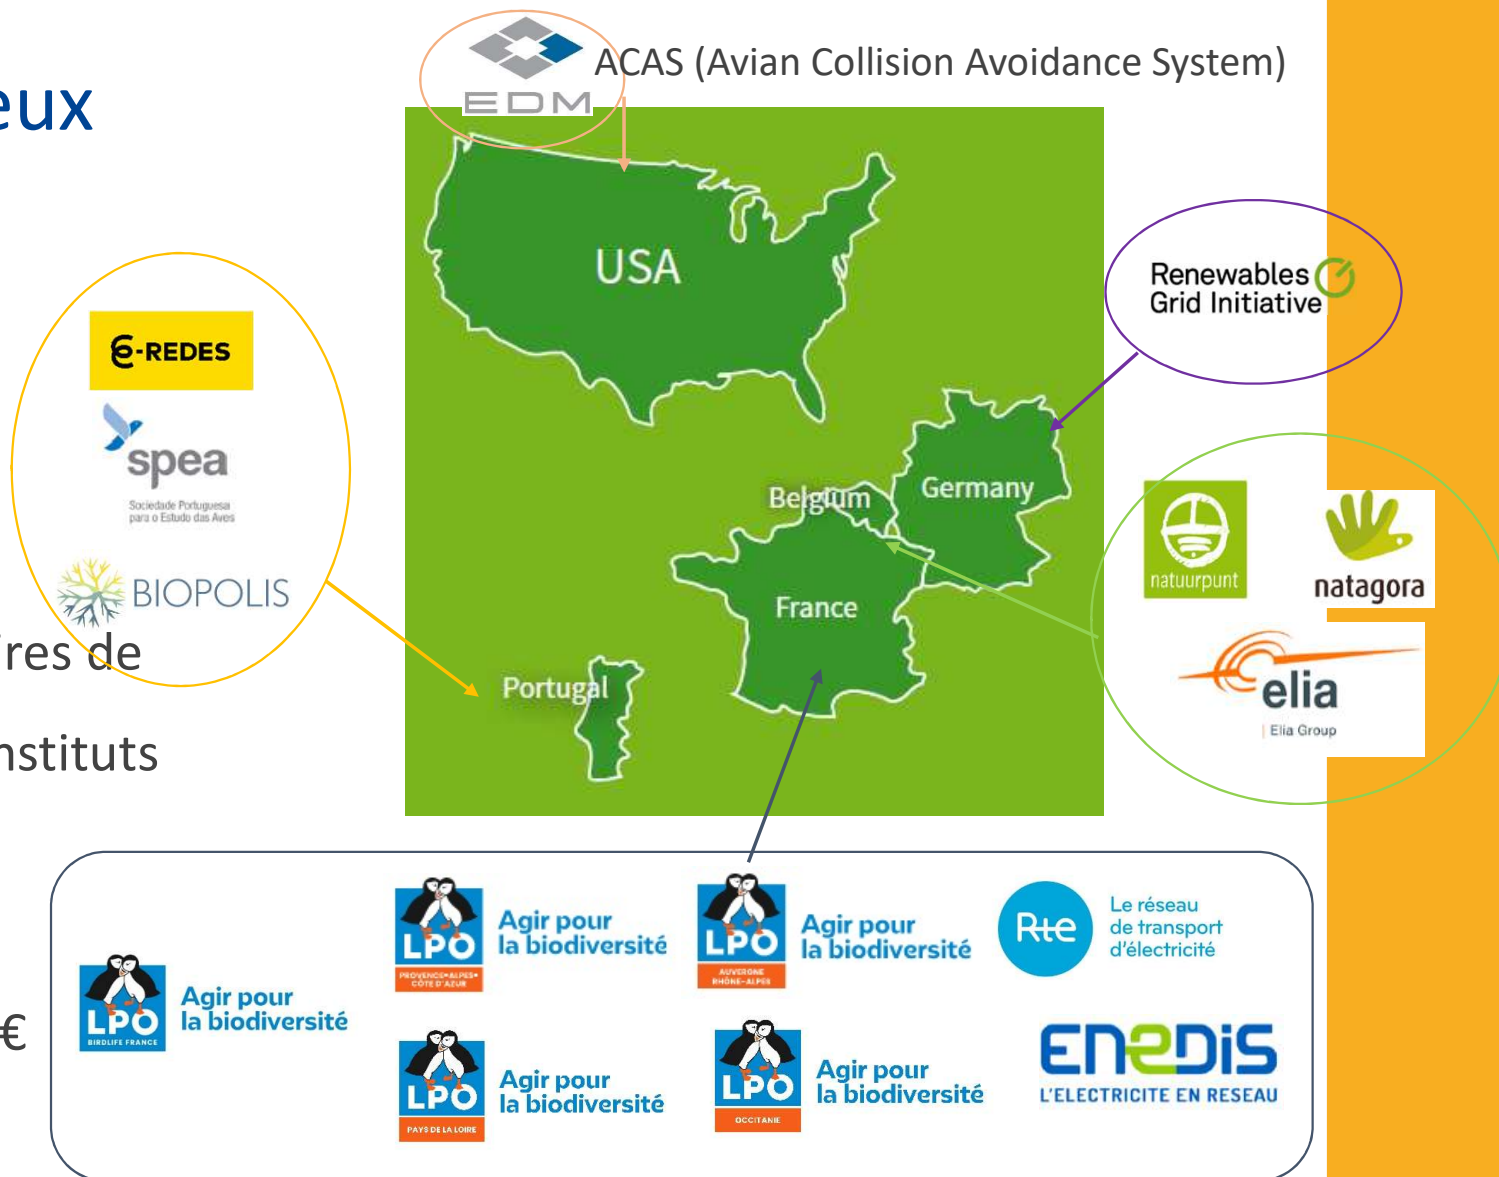 EDM
ACAS (Avian Collision Avoidance System)
eux
USA
Renewables
Grid Initiative
E-REDES
spea
Sociedade Portuguesa
para o Estudo das Aves
BIOPOLIS
Belgium
Germany
France
Portugal
natuurpunt
natagora
elia
Elia Group
ires de
nstituts
€
LPO
BIRDLIFE FRANCE
Agir pour
la biodiversité
LPO
PROVENCE-ALPES-
CÔTE D'AZUR
Agir pour
la biodiversité
LPO
AUVERGNE
RHÔNE-ALPES
Agir pour
la biodiversité
Rte
Le réseau
de transport
d'électricité
LPO
PAYS DE LA LOIRE
Agir pour
la biodiversité
LPO
OCCITANIE
Agir pour
la biodiversité
ENEDIS
L'ELECTRICITE EN RESEAU